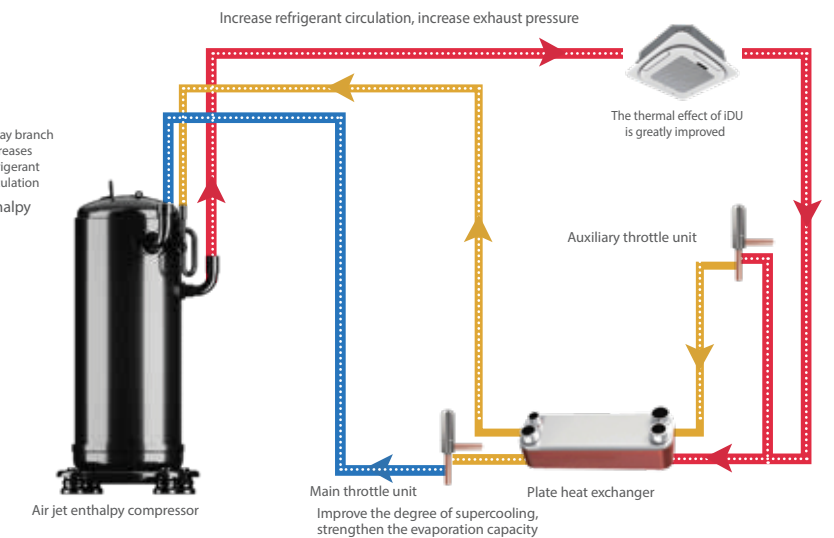 Increase refrigerant circulation, increase exhaust pressure
The thermal effect of iDU
is greatly improved
ay branch
reases
rigerant
ulation
halpy
Auxiliary throttle unit
Air jet enthalpy compressor
Main throttle unit
Plate heat exchanger
Improve the degree of supercooling,
strengthen the evaporation capacity